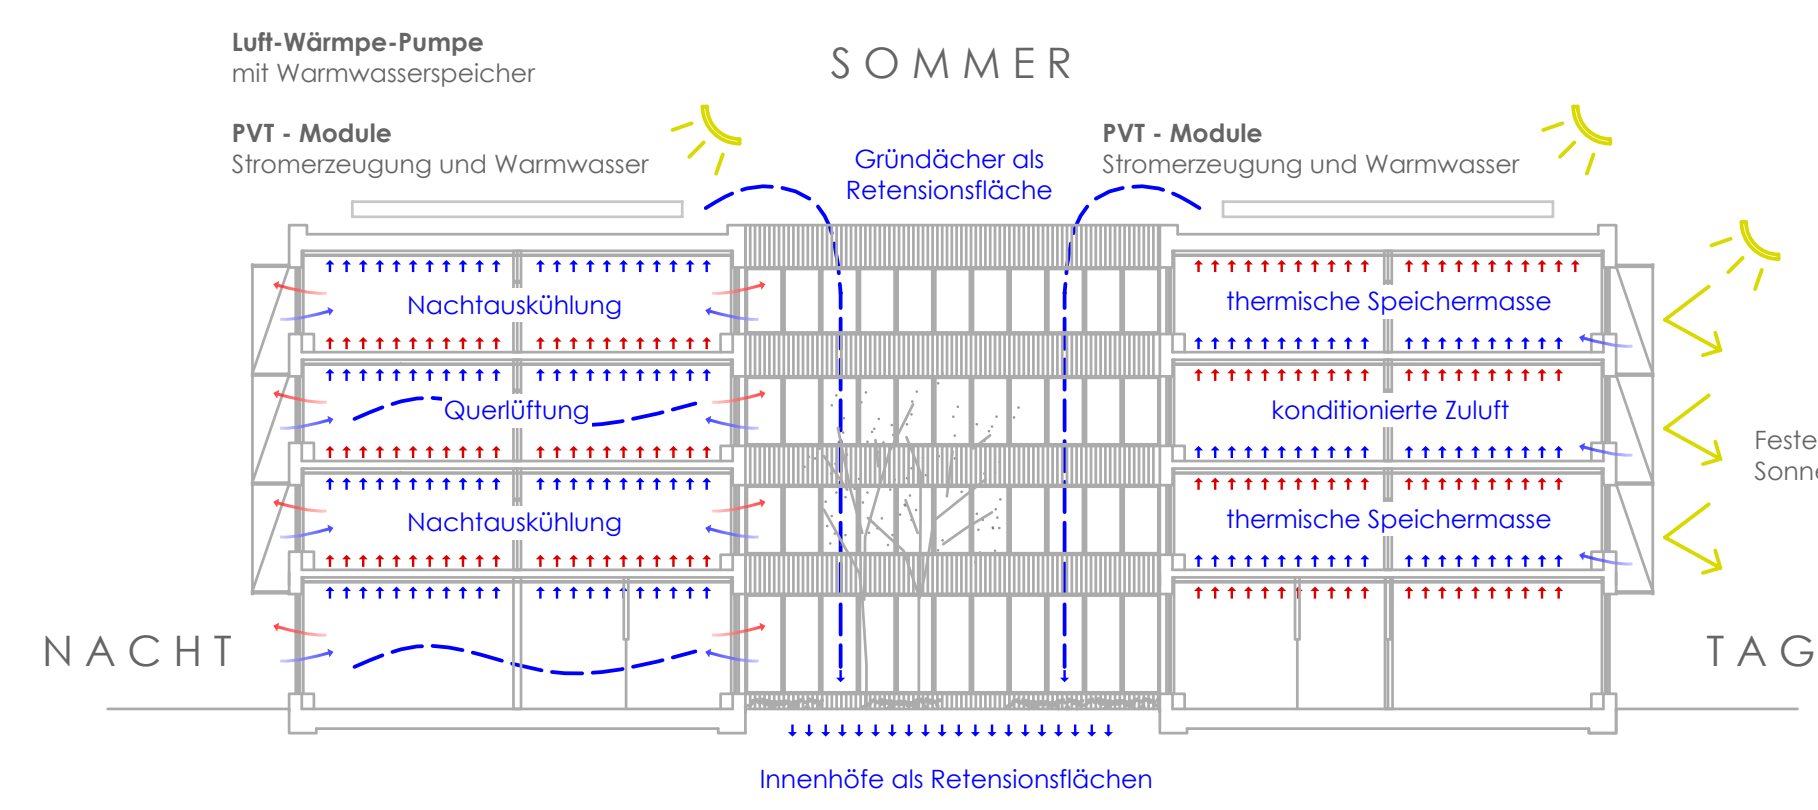 Luft-Wärmpe-Pumpe
mit Warmwasserspeicher
SOMMER
PVT - Module
Stromerzeugung und Warmwasser
Gründächer als
Retensionsfläche
PVT - Module
Stromerzeugung und Warmwasser
Nachtauskühlung
thermische Speichermasse
Querlüftung
konditionierte Zuluft
Feste
Sonne
Nachtauskühlung
thermische Speichermasse
NACHT
TAG
Innenhöfe als Retensionsflächen